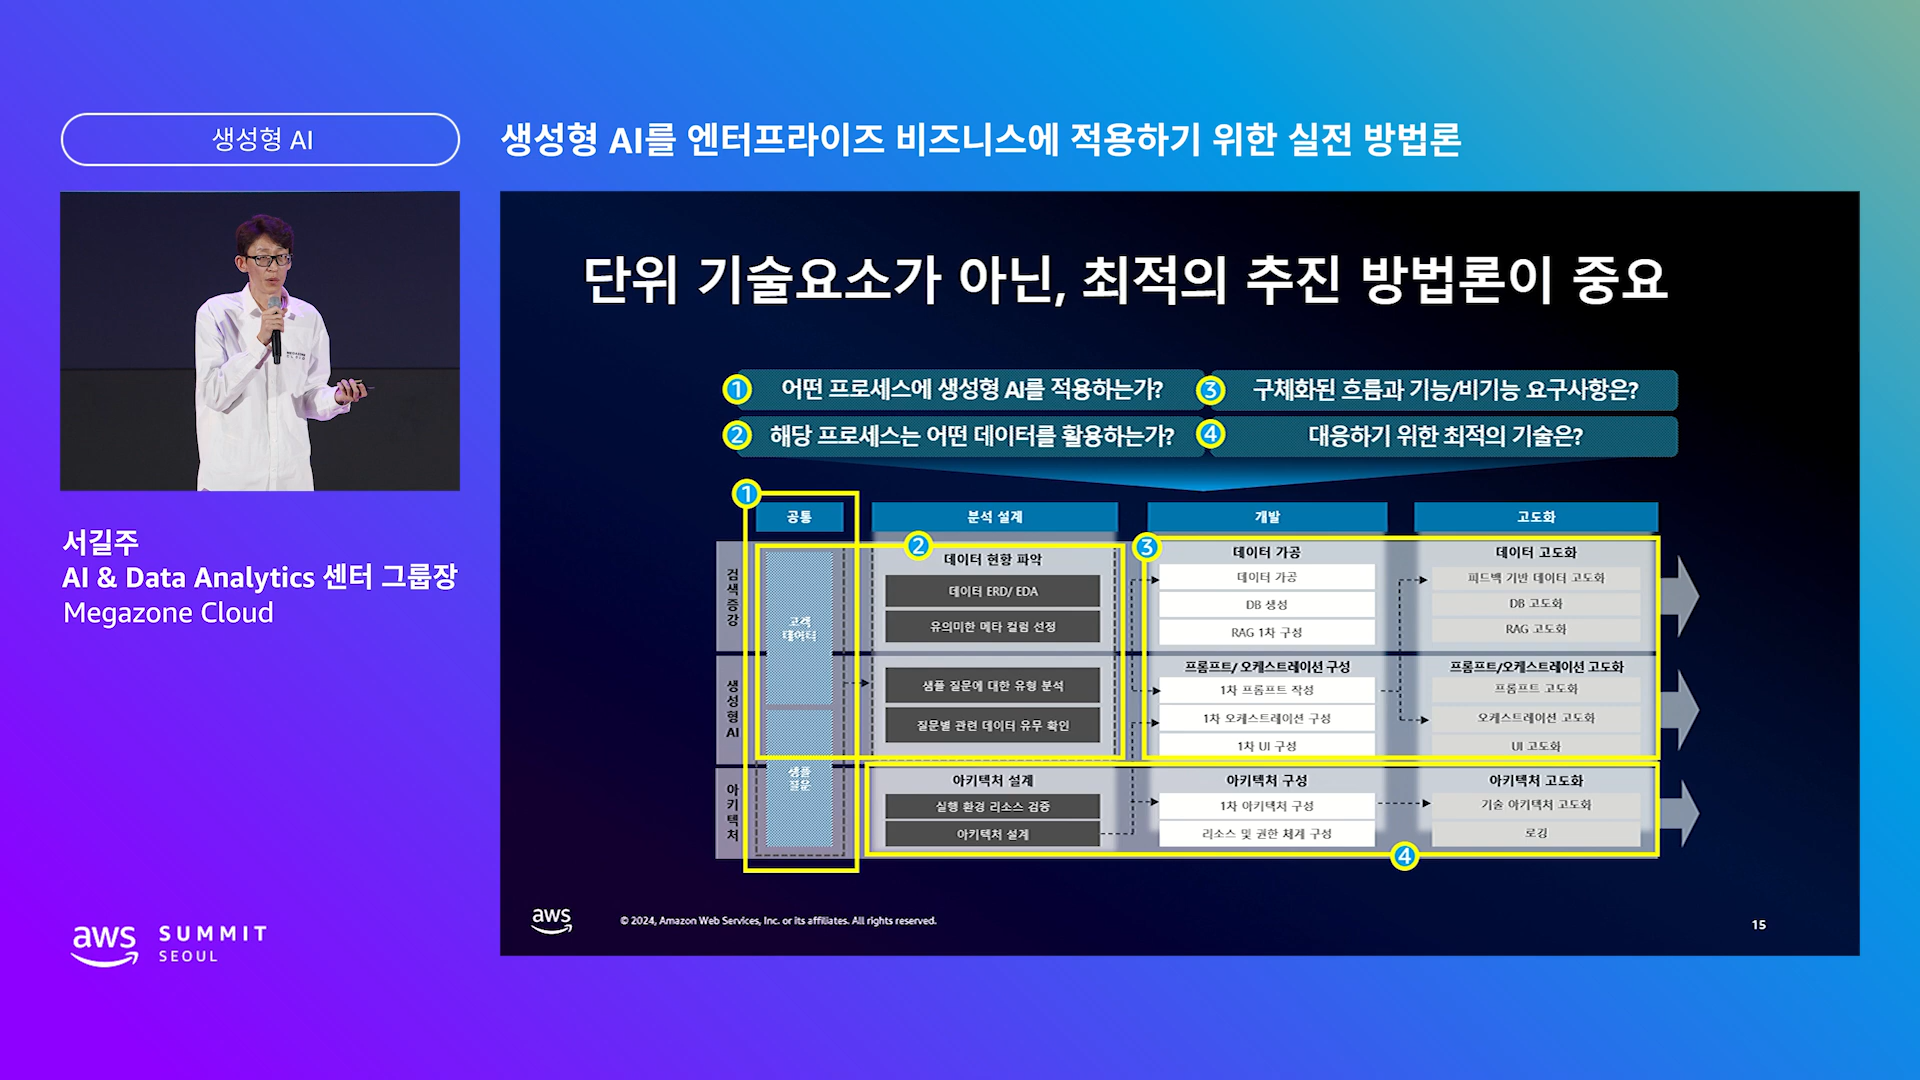 생성형 AI
생성형 AI를 엔터프라이즈 비즈니스에 적용하기 위한 실전 방법론
서길주
AI & Data Analytics 센터 그룹장
Megazone Cloud
aws SUMMIT
SEOUL
단위 기술요소가 아닌, 최적의 추진 방법론이 중요
1 어떤 프로세스에 생성형 AI를 적용하는가?
2 해당 프로세스는 어떤 데이터를 활용하는가?
3 구체화된 흐름과 기능/비기능 요구사항은?
4 대응하기 위한 최적의 기술은?
1
공통
분석 설계
개발
고도화
검색증강
생성형 AI
아키텍처
고객
데이터
샘플
질문
2
데이터 현황 파악
데이터 ERD/ EDA
유의미한 메타 컬럼 선정
샘플 질문에 대한 유형 분석
질문별 관련 데이터 유무 확인
아키텍처 설계
실행 환경 리소스 검증
아키텍처 설계
3
데이터 가공
데이터 가공
DB 생성
RAG 1차 구성
프롬프트/ 오케스트레이션 구성
1차 프롬프트 작성
1차 오케스트레이션 구성
1차 UI 구성
아키텍처 구성
1차 아키텍처 구성
리소스 및 권한 체계 구성
데이터 고도화
피드백 기반 데이터 고도화
DB 고도화
RAG 고도화
프롬프트/오케스트레이션 고도화
프롬프트 고도화
오케스트레이션 고도화
UI 고도화
아키텍처 고도화
기술 아키텍처 고도화
로깅
4
aws
© 2024, Amazon Web Services, Inc. or its affiliates. All rights reserved.
15